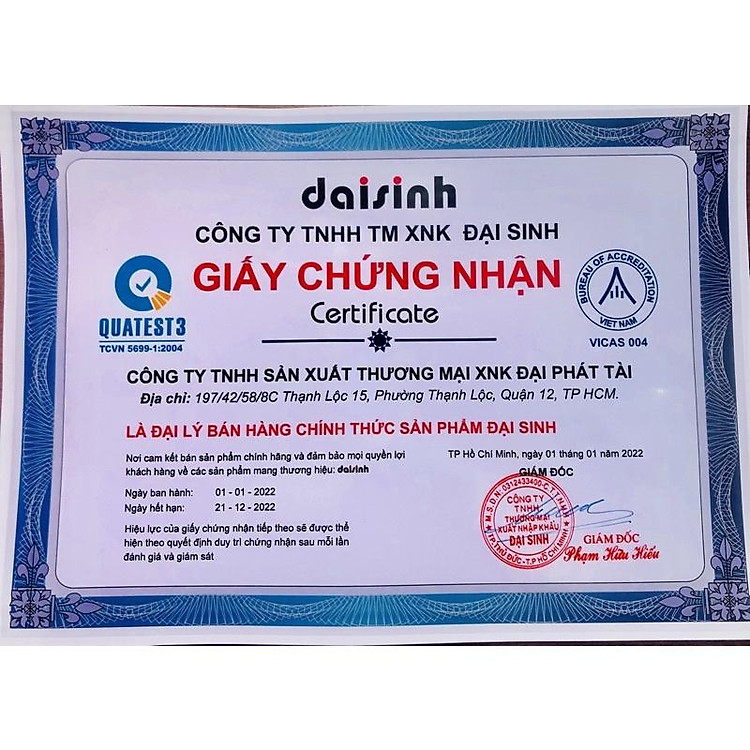 daisinh
CÔNG TY TNHH TM XNK ĐẠI SINH
GIẤY CHỨNG NHẬN
Certificate
QUATEST3
TCVN 5699-1:2004
BUREAU OF ACCREDITATION
VIET NAM
VICAS 004
CÔNG TY TNHH SẢN XUẤT THƯƠNG MẠI XNK ĐẠI PHÁT TÀI
Địa chỉ: 197/42/58/8C Thạnh Lộc 15, Phường Thạnh Lộc, Quận 12, TP HCM.
LÀ ĐẠI LÝ BÁN HÀNG CHÍNH THỨC SẢN PHẨM ĐẠI SINH
Nơi cam kết bán sản phẩm chính hãng và đảm bảo mọi quyền lợi
khách hàng về các sản phẩm mang thương hiệu: daisinh
Ngày ban hành: 01 - 01 - 2022
Ngày hết hạn: 21 - 12 - 2022
Hiệu lực của giấy chứng nhận tiếp theo sẽ được thể
hiện theo quyết định duy trì chứng nhận sau mỗi lần
đánh giá và giám sát
TP Hồ Chí Minh, ngày 01 tháng 01 năm 2022
GIÁM ĐỐC
M.S.D.N:0312433400-C.T.T.N.H.H
CÔNG TY
TNHH
THƯƠNG MẠI
XUẤT NHẬP KHẨU
ĐẠI SINH
TP.THỦ ĐỨC-T.P HỒ CHÍ MINH
GIÁM ĐỐC
Phạm Hữu Hiếu